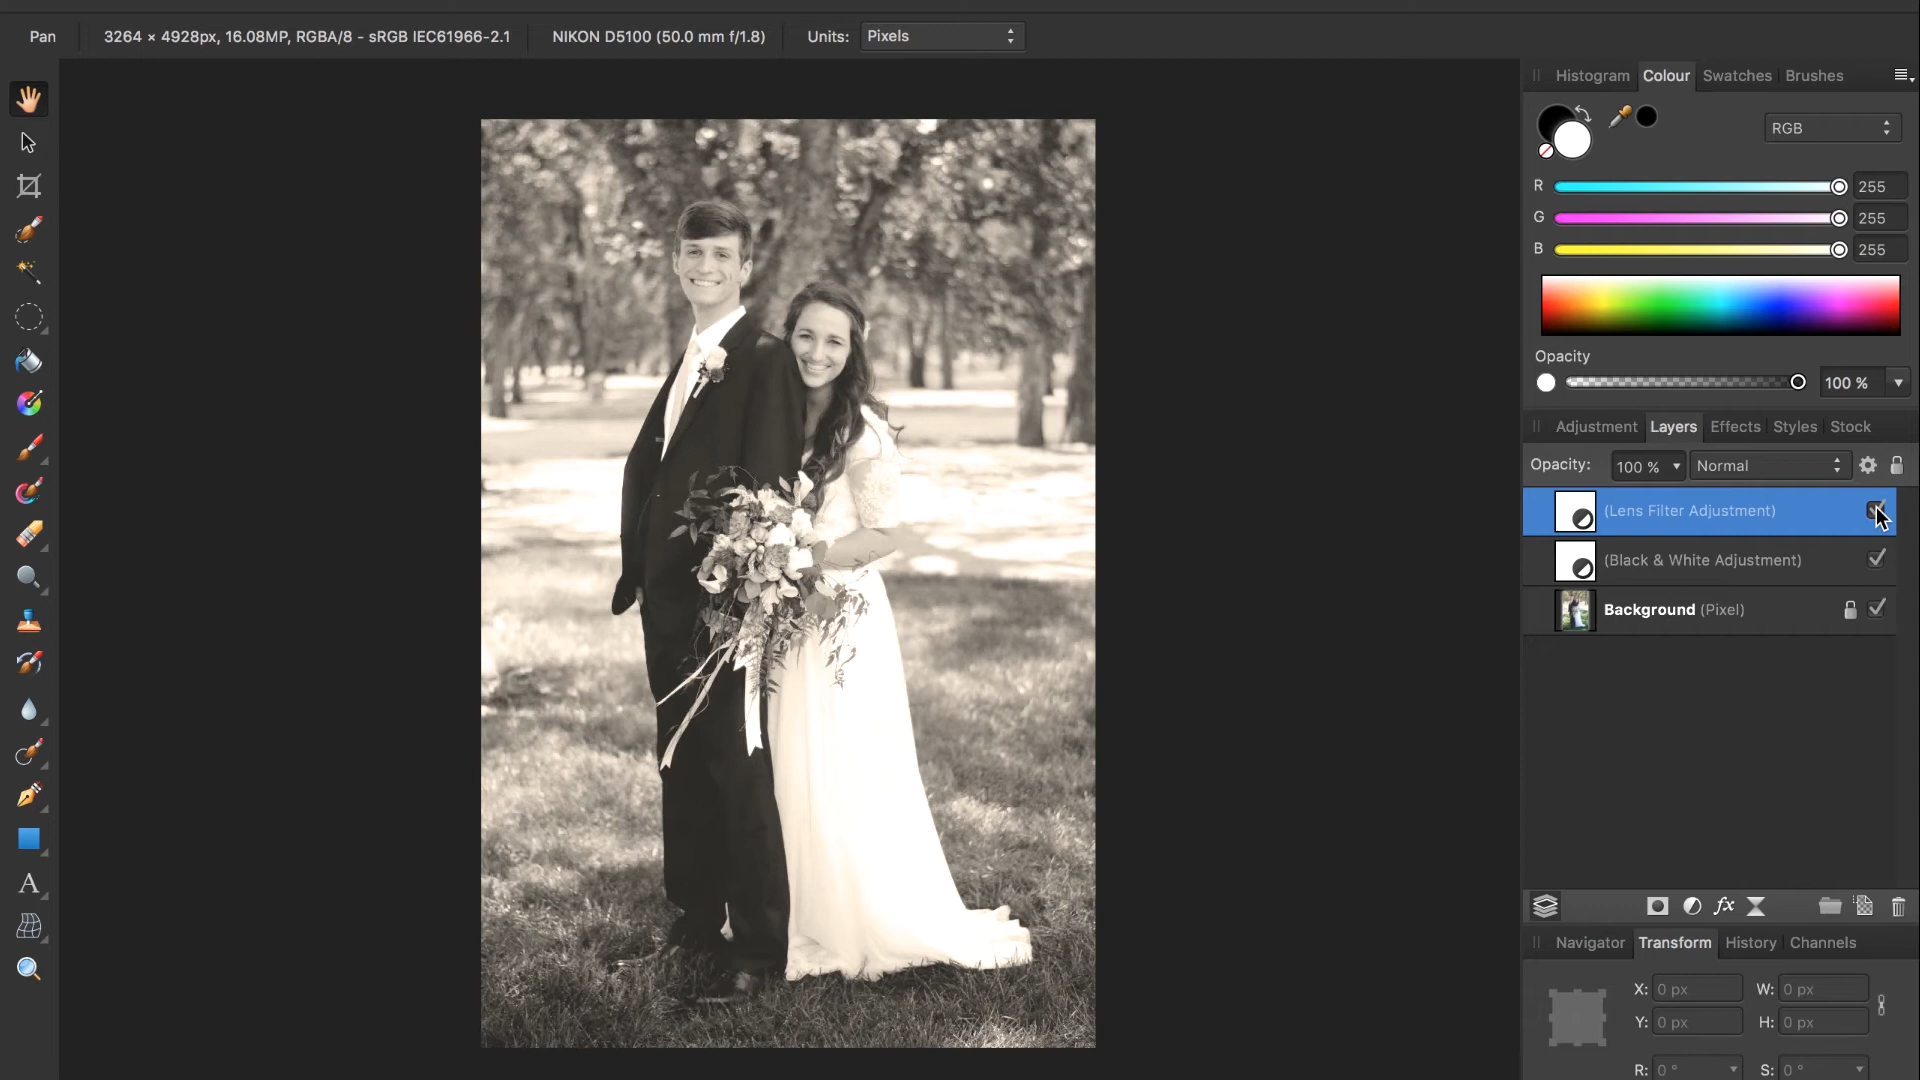 Pan 3264 × 4928px, 16.08MP, RGBA/8 - sRGB IEC61966-2.1 NIKON D5100 (50.0 mm f/1.8) Units: Pixels
Histogram Colour Swatches Brushes
RGB
R 255
G 255
B 255
Opacity
100 %
Adjustment Layers Effects Styles Stock
Opacity: 100 % Normal
(Lens Filter Adjustment)
(Black & White Adjustment)
Background (Pixel)
fx
Navigator Transform History Channels
X: 0 px W: 0 px
Y: 0 px H: 0 px
R: 0 ° S: 0 °